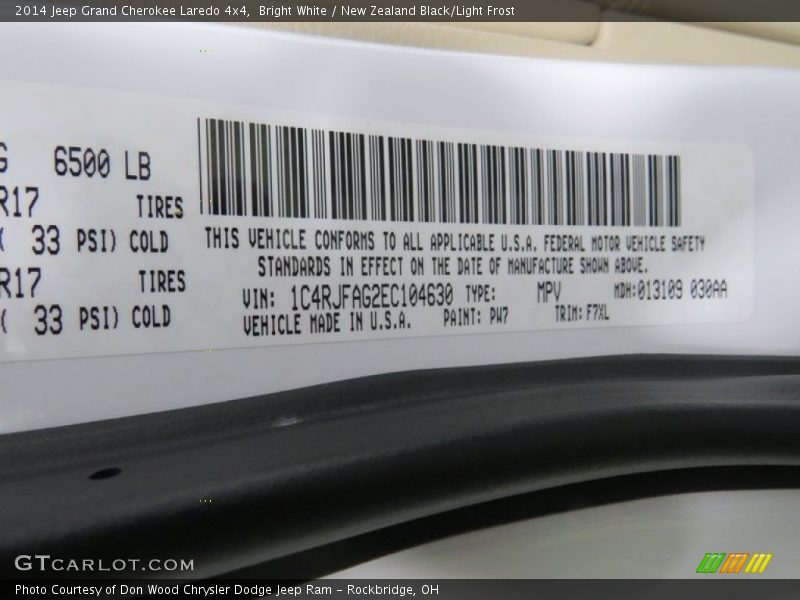 2014 Jeep Grand Cherokee Laredo 4x4, Bright White / New Zealand Black/Light Frost
6500 LB
R17 TIRES
( 33 PSI) COLD
R17 TIRES
( 33 PSI) COLD
THIS VEHICLE CONFORMS TO ALL APPLICABLE U.S.A. FEDERAL MOTOR VEHICLE SAFETY
STANDARDS IN EFFECT ON THE DATE OF MANUFACTURE SHOWN ABOVE.
VIN: 1C4RJFAG2EC104630 TYPE: MPV MDH:013109 030AA
VEHICLE MADE IN U.S.A. PAINT: PW7 TRIM: F7XL
GTCARLOT.COM
Photo Courtesy of Don Wood Chrysler Dodge Jeep Ram – Rockbridge, OH